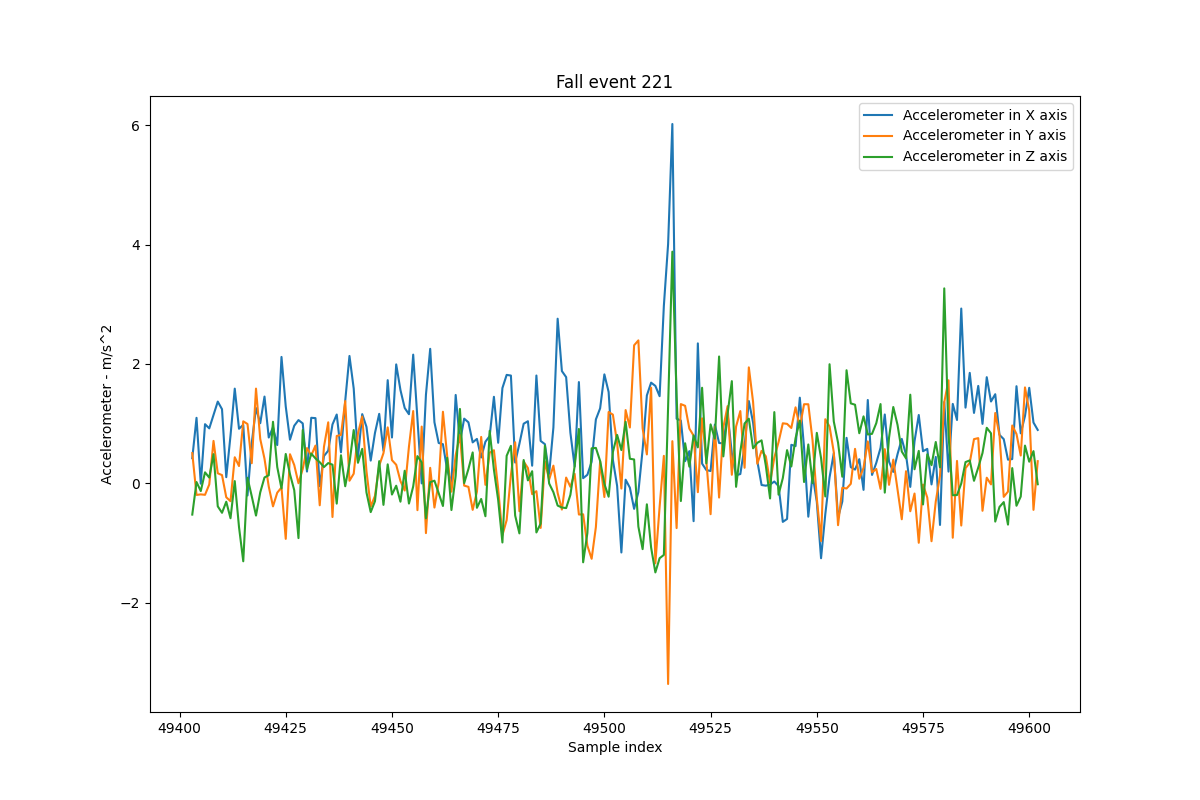 Fall event 221
Accelerometer in X axis
Accelerometer in Y axis
Accelerometer in Z axis
6
4
2
0
−2
Accelerometer - m/s^2
49400 49425 49450 49475 49500 49525 49550 49575 49600
Sample index